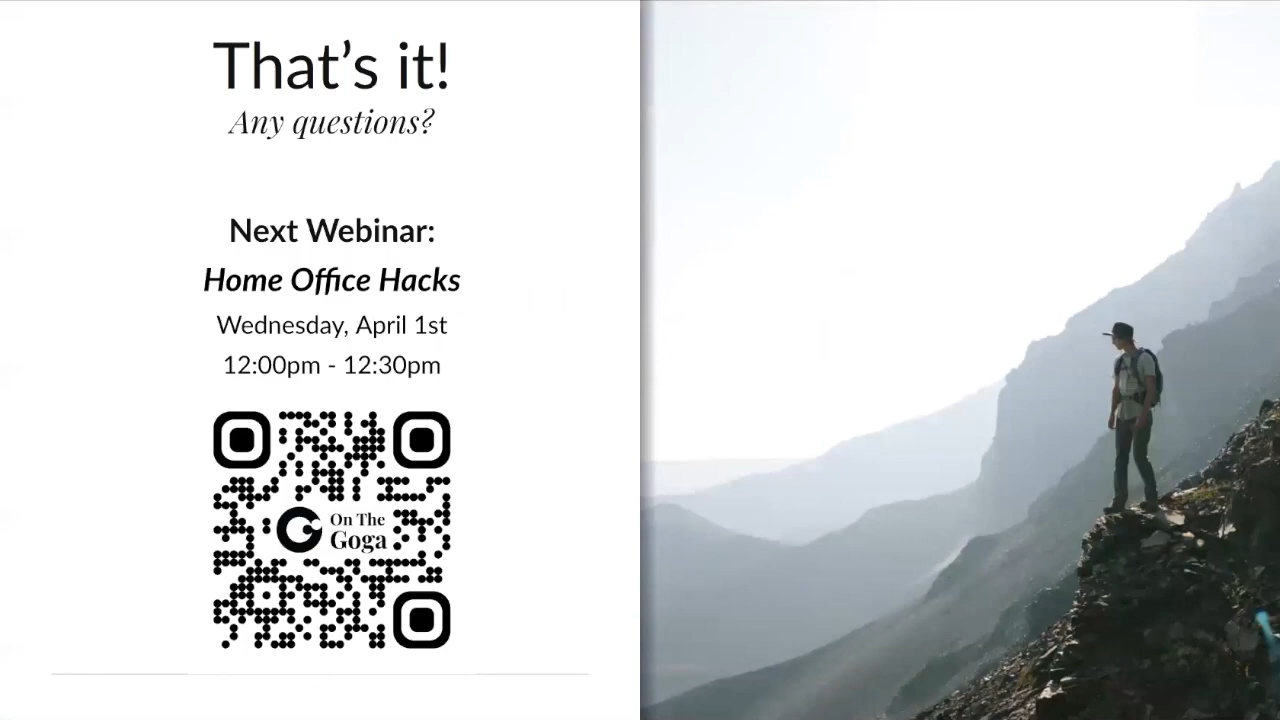 That’s it!
Any questions?
Next Webinar:
Home Office Hacks
Wednesday, April 1st
12:00pm - 12:30pm
On The
Goga